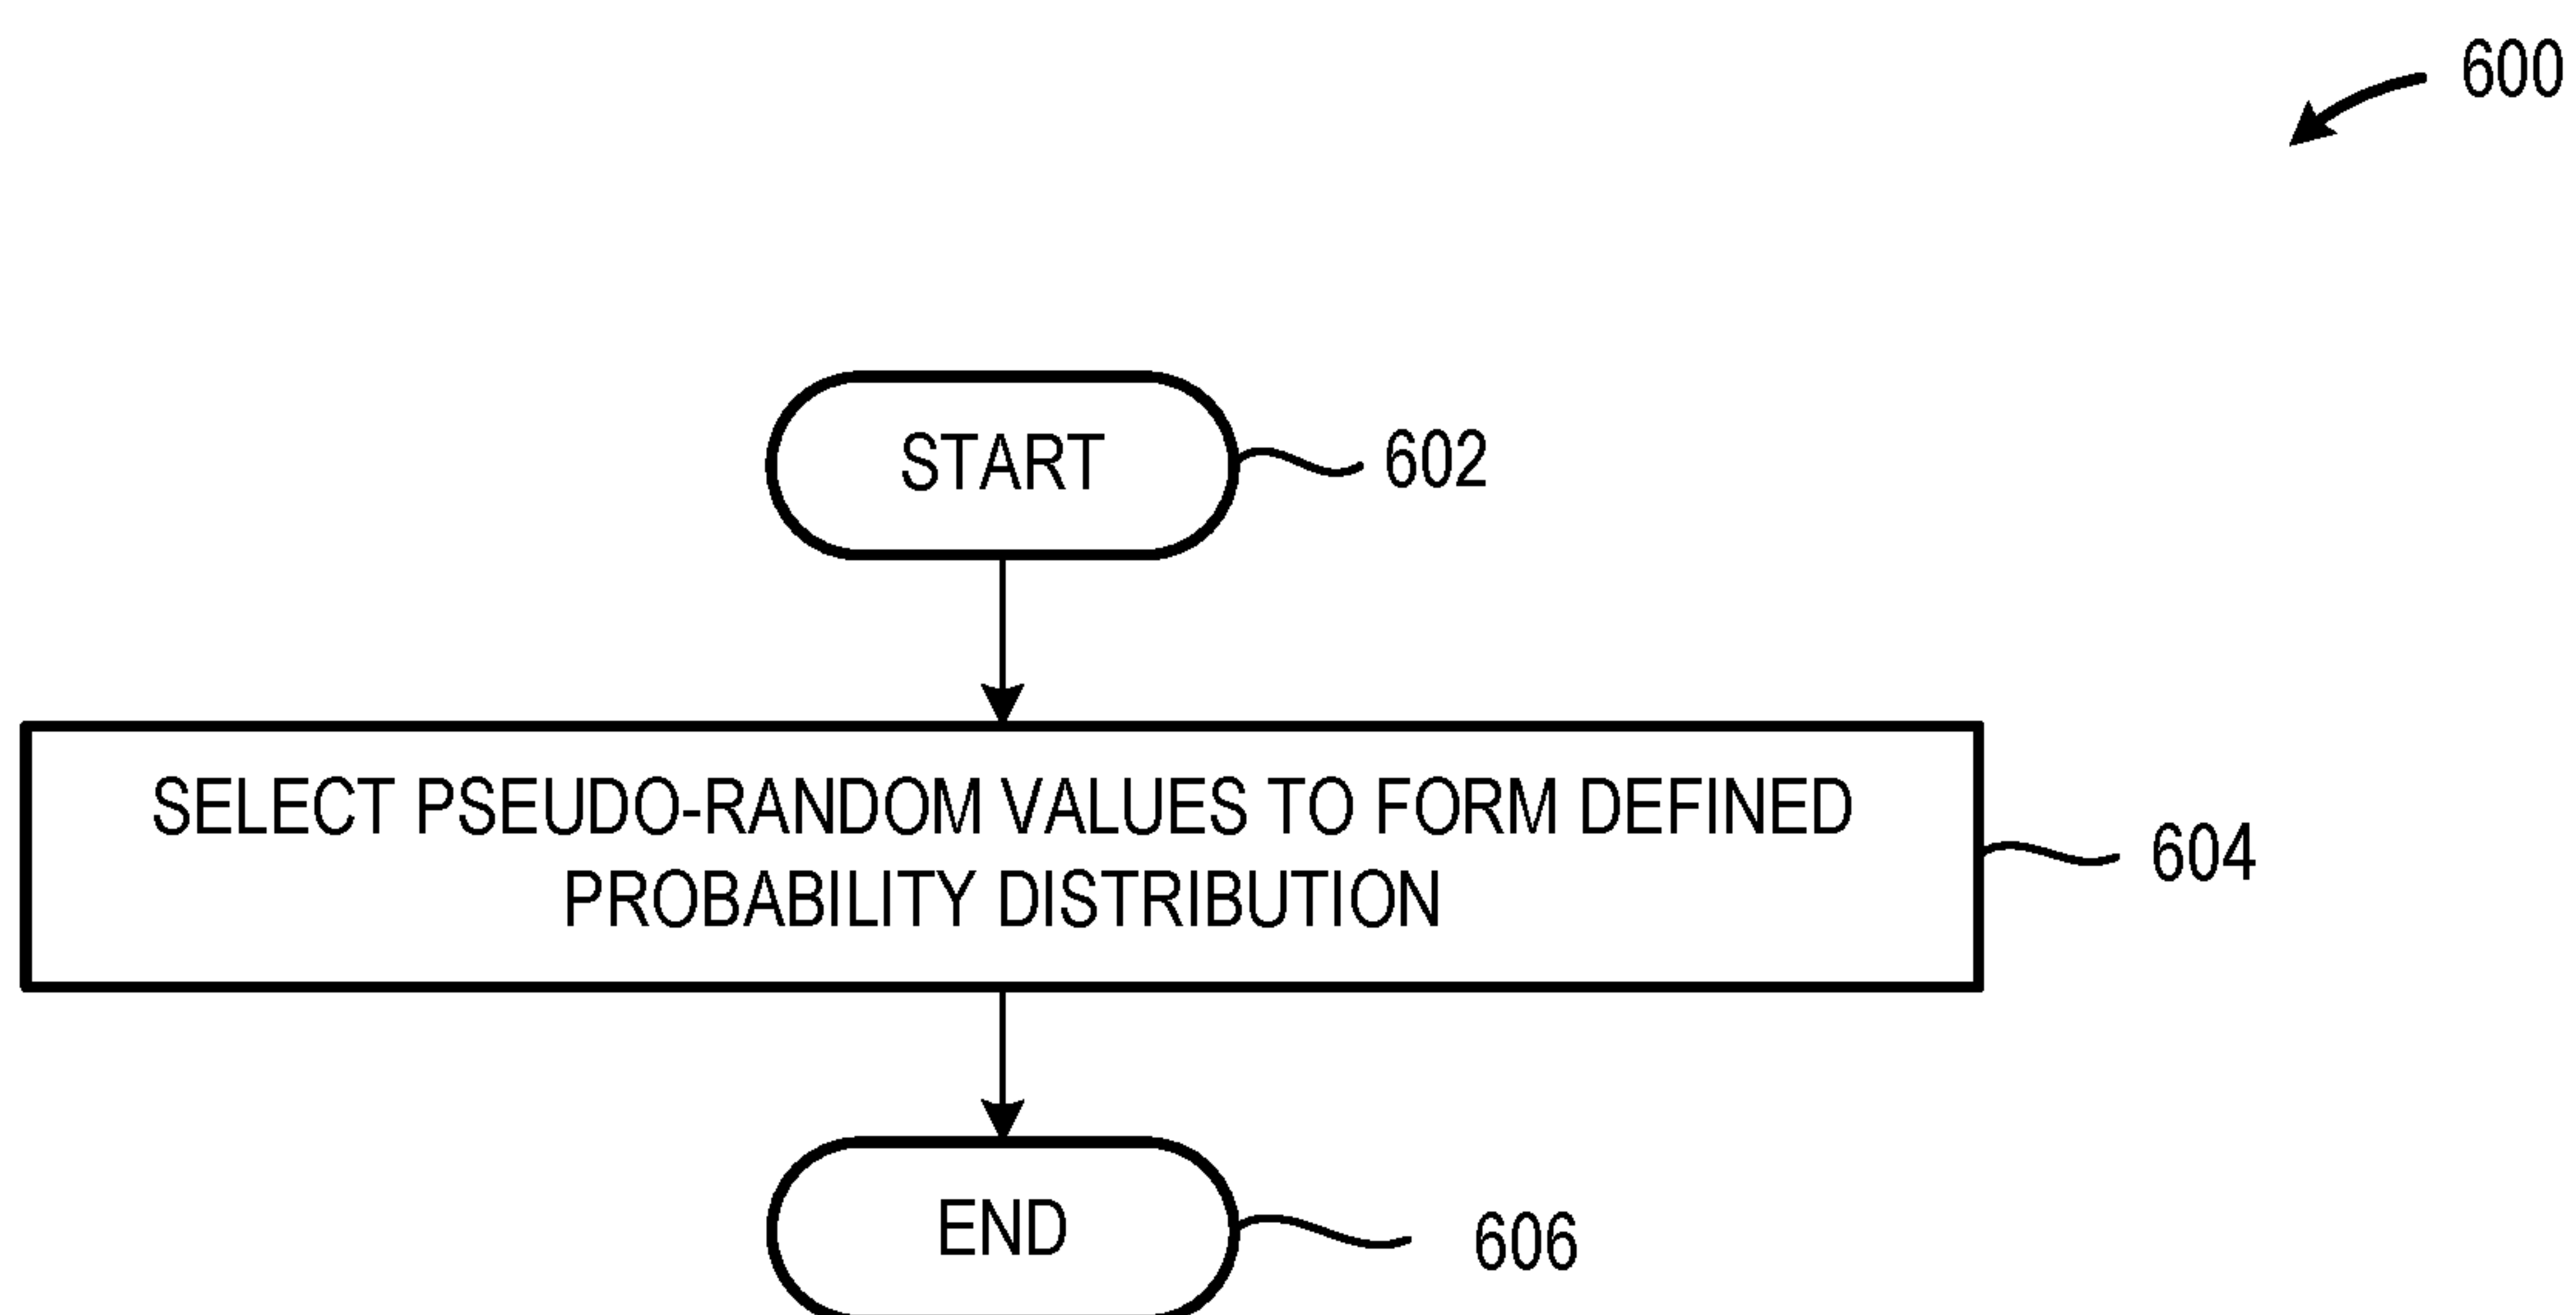 600
START
602
SELECT PSEUDO-RANDOM VALUES TO FORM DEFINED
PROBABILITY DISTRIBUTION
604
END
606